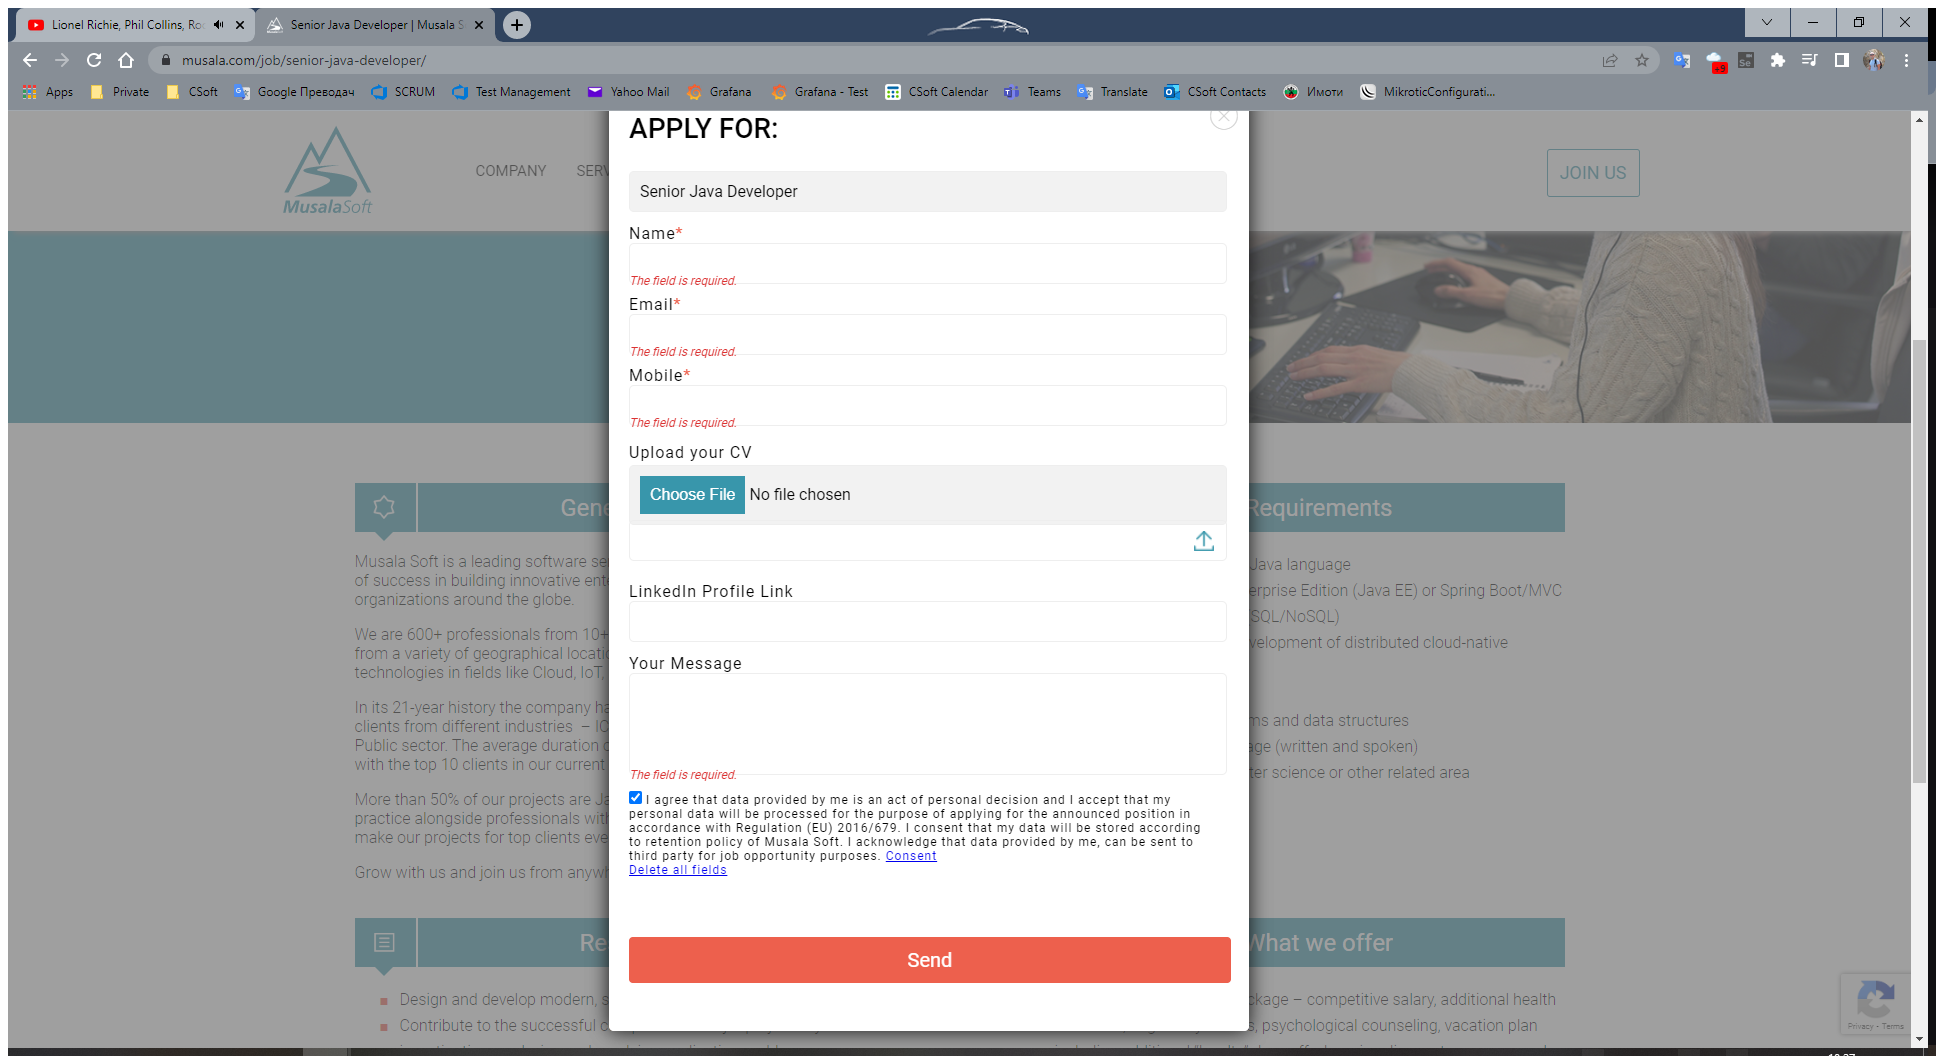 Lionel Richie, Phil Collins, Ro
Senior Java Developer | Musala S
musala.com/job/senior-java-developer/
Apps
Private
CSoft
Google Преводач
SCRUM
Test Management
Yahoo Mail
Grafana
Grafana - Test
CSoft Calendar
Teams
Translate
CSoft Contacts
Имоти
MikroticConfigurati...
MusalaSoft
COMPANY
SERV
JOIN US
APPLY FOR:
Senior Java Developer
Name*
The field is required.
Email*
The field is required.
Mobile*
The field is required.
Upload your CV
Choose File No file chosen
LinkedIn Profile Link
Your Message
The field is required.
I agree that data provided by me is an act of personal decision and I accept that my
personal data will be processed for the purpose of applying for the announced position in
accordance with Regulation (EU) 2016/679. I consent that my data will be stored according
to retention policy of Musala Soft. I acknowledge that data provided by me, can be sent to
third party for job opportunity purposes. Consent
Delete all fields
Send
Gene
Musala Soft is a leading software se
of success in building innovative ent
organizations around the globe.
We are 600+ professionals from 10+
from a variety of geographical locati
technologies in fields like Cloud, IoT,
In its 21-year history the company ha
clients from different industries – IC
Public sector. The average duration o
with the top 10 clients in our current
More than 50% of our projects are Ja
practice alongside professionals with
make our projects for top clients eve
Grow with us and join us from anywh
Requirements
Java language
erprise Edition (Java EE) or Spring Boot/MVC
SQL/NoSQL)
velopment of distributed cloud-native
ms and data structures
age (written and spoken)
ter science or other related area
Re
Design and develop modern, s
Contribute to the successful c
What we offer
ckage – competitive salary, additional health
s, psychological counseling, vacation plan
Privacy - Terms